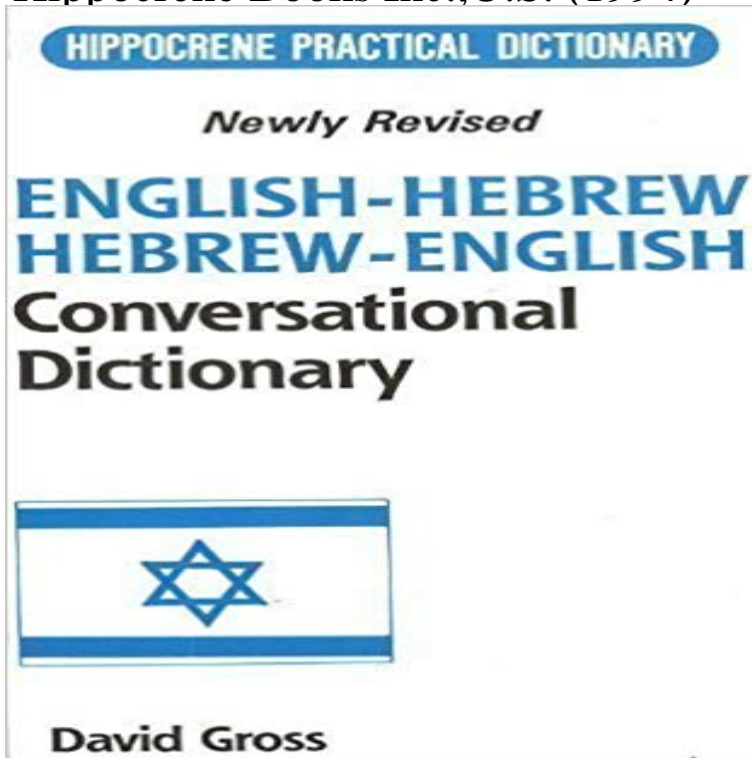 HIPPOCRENE PRACTICAL DICTIONARY
Newly Revised
ENGLISH-HEBREW
HEBREW-ENGLISH
Conversational
Dictionary
David Gross